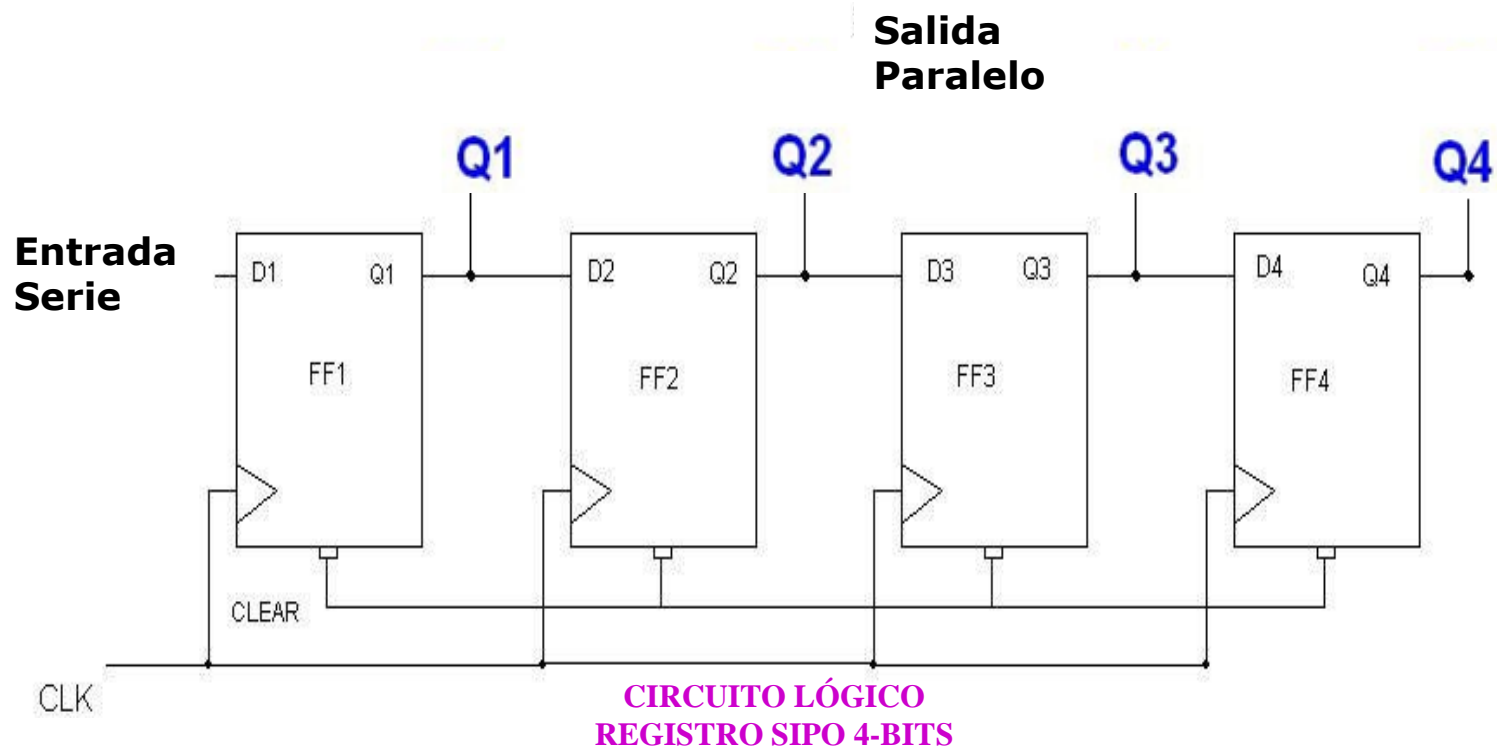 Salida
Paralelo
Q1 Q2 Q3 Q4
Entrada
Serie
D1 Q1 D2 Q2 D3 Q3 D4 Q4
FF1 FF2 FF3 FF4
CLEAR
CLK
CIRCUITO LÓGICO
REGISTRO SIPO 4-BITS